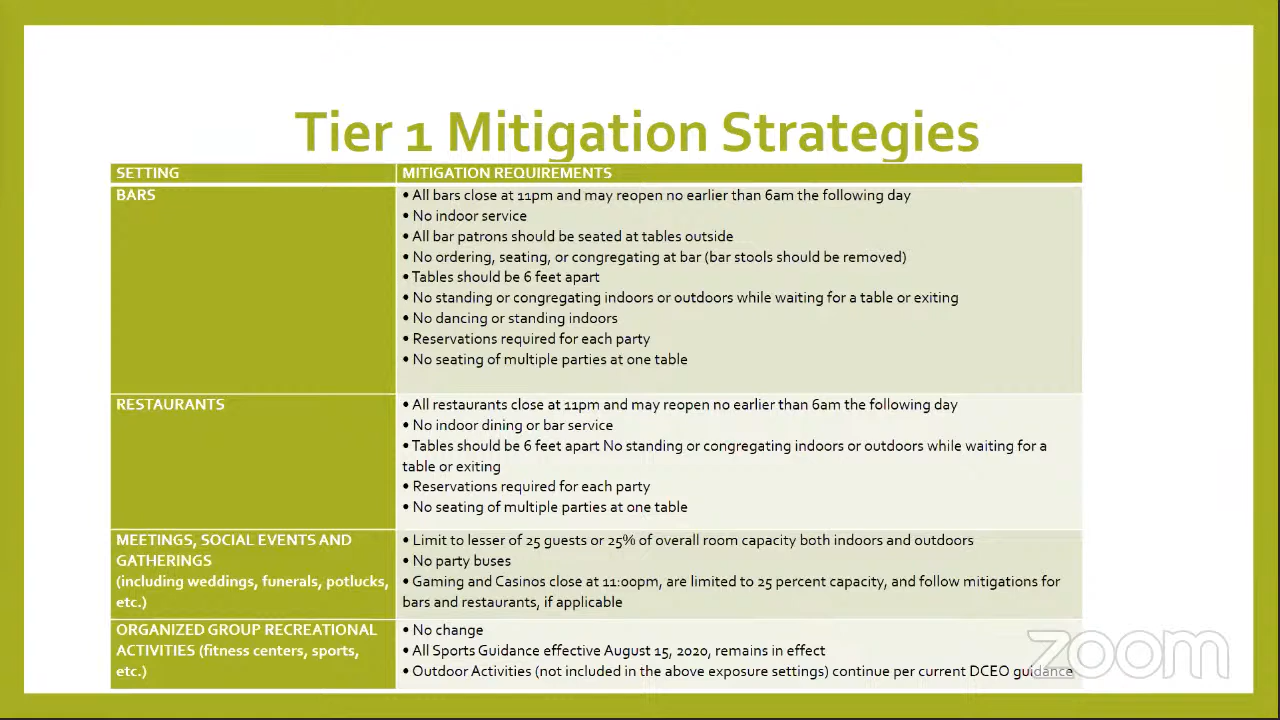 Tier 1 Mitigation Strategies
SETTING
MITIGATION REQUIREMENTS
BARS
• All bars close at 11pm and may reopen no earlier than 6am the following day
• No indoor service
• All bar patrons should be seated at tables outside
• No ordering, seating, or congregating at bar (bar stools should be removed)
• Tables should be 6 feet apart
• No standing or congregating indoors or outdoors while waiting for a table or exiting
• No dancing or standing indoors
• Reservations required for each party
• No seating of multiple parties at one table
RESTAURANTS
• All restaurants close at 11pm and may reopen no earlier than 6am the following day
• No indoor dining or bar service
• Tables should be 6 feet apart No standing or congregating indoors or outdoors while waiting for a
table or exiting
• Reservations required for each party
• No seating of multiple parties at one table
MEETINGS, SOCIAL EVENTS AND
GATHERINGS
(including weddings, funerals, potlucks,
etc.)
• Limit to lesser of 25 guests or 25% of overall room capacity both indoors and outdoors
• No party buses
• Gaming and Casinos close at 11:00pm, are limited to 25 percent capacity, and follow mitigations for
bars and restaurants, if applicable
ORGANIZED GROUP RECREATIONAL
ACTIVITIES (fitness centers, sports,
etc.)
• No change
• All Sports Guidance effective August 15, 2020, remains in effect
• Outdoor Activities (not included in the above exposure settings) continue per current DCEO guidance
zoom